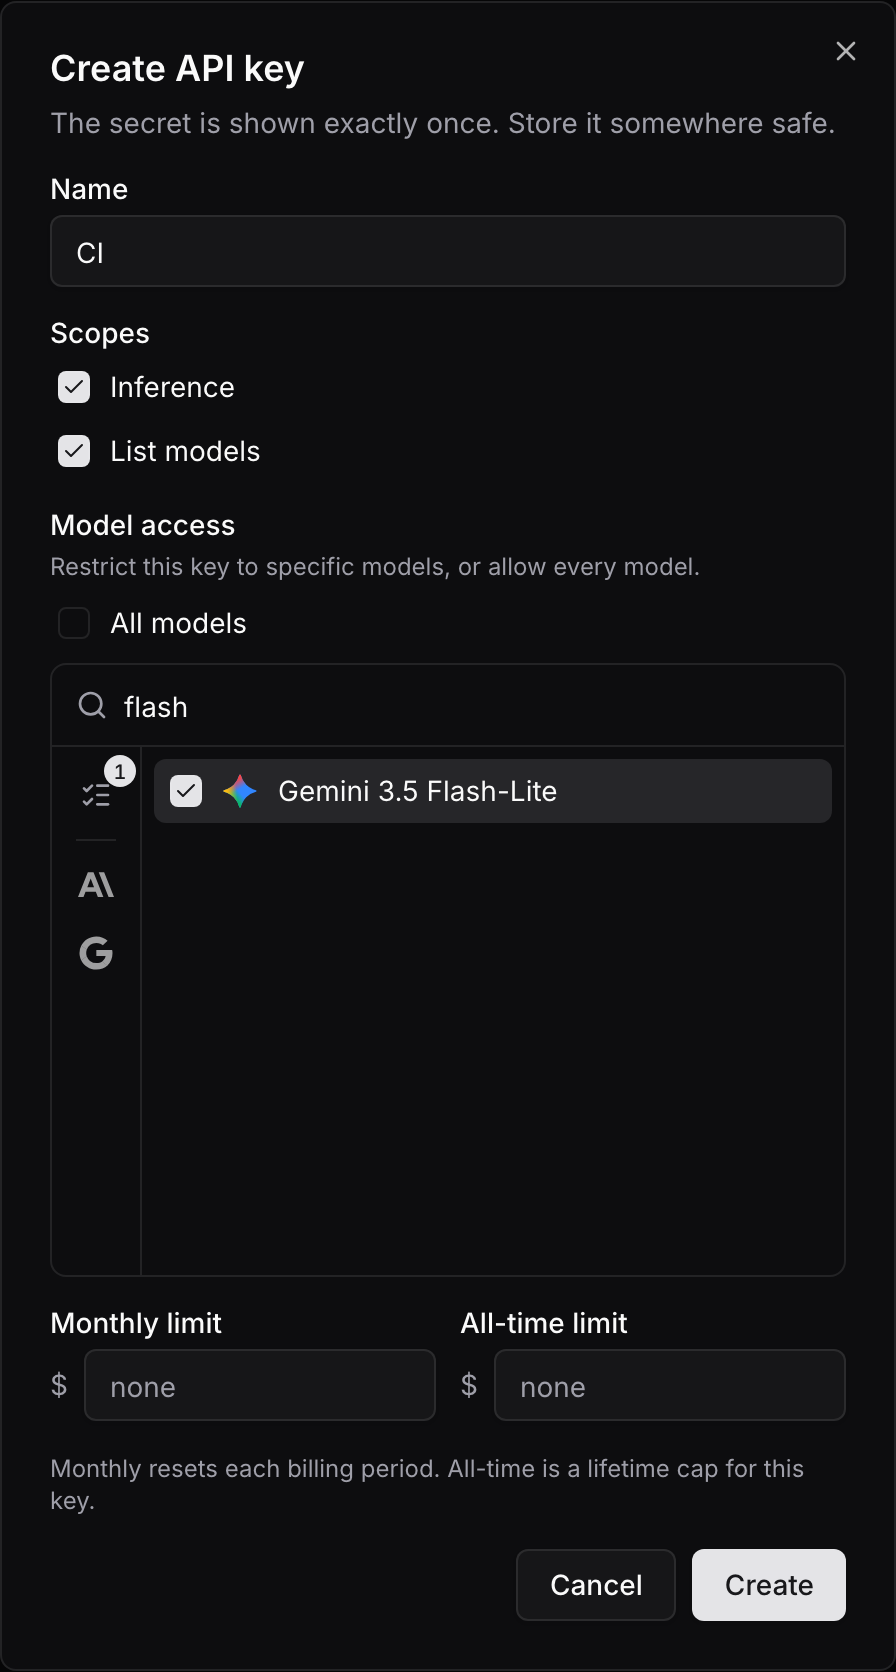 Create API key
The secret is shown exactly once. Store it somewhere safe.
Name
CI
Scopes
Inference
List models
Model access
Restrict this key to specific models, or allow every model.
All models
flash
1
Gemini 3.5 Flash-Lite
Monthly limit
All-time limit
$ none
$ none
Monthly resets each billing period. All-time is a lifetime cap for this
key.
Cancel
Create